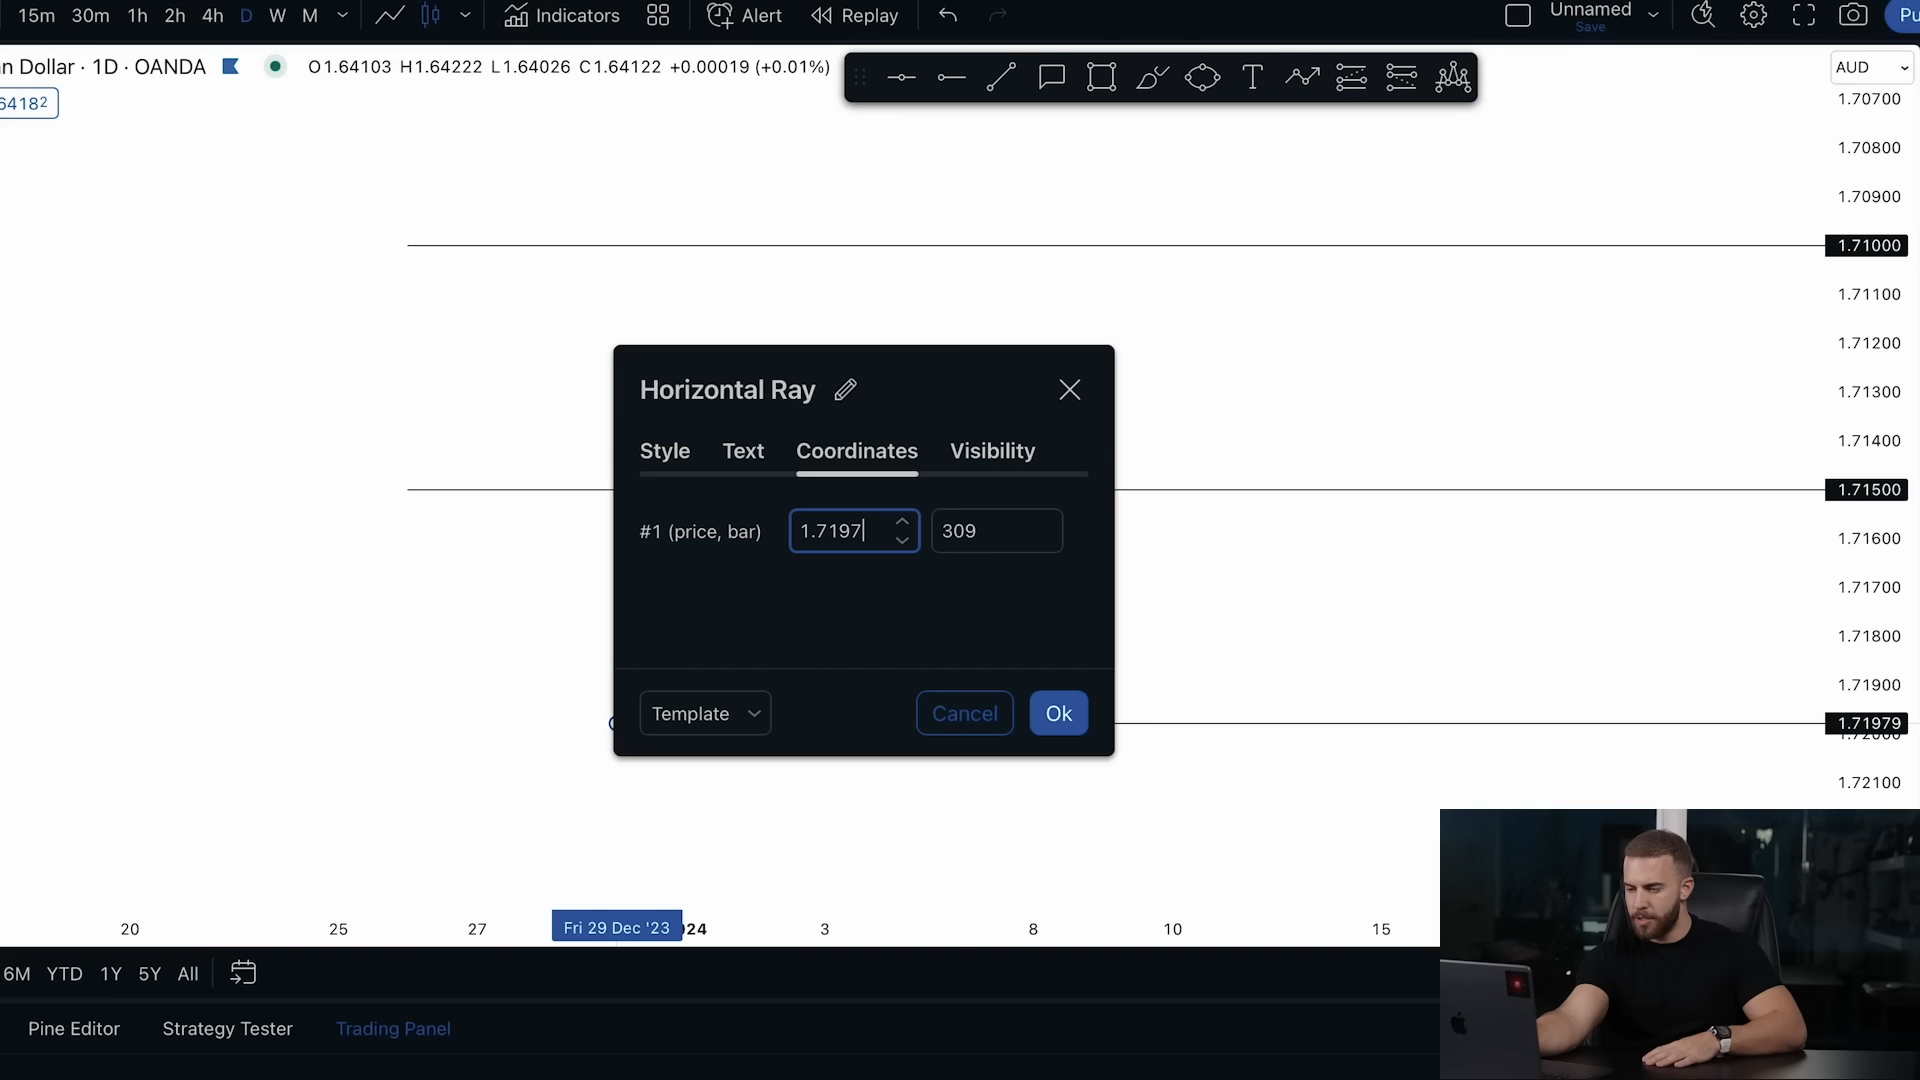 15m 30m 1h 2h 4h D W M Indicators Alert Replay Unnamed Save Pu
n Dollar · 1D · OANDA O1.64103 H1.64222 L1.64026 C1.64122 +0.00019 (+0.01%) AUD
64182
1.70700
1.70800
1.70900
1.71000
1.71100
1.71200
1.71300
1.71400
1.71500
1.71600
1.71700
1.71800
1.71900
1.71979
1.72000
1.72100
Horizontal Ray
Style Text Coordinates Visibility
#1 (price, bar) 1.7197 309
Template Cancel Ok
20 25 27 Fri 29 Dec '23 024 3 8 10 15
6M YTD 1Y 5Y All
Pine Editor Strategy Tester Trading Panel